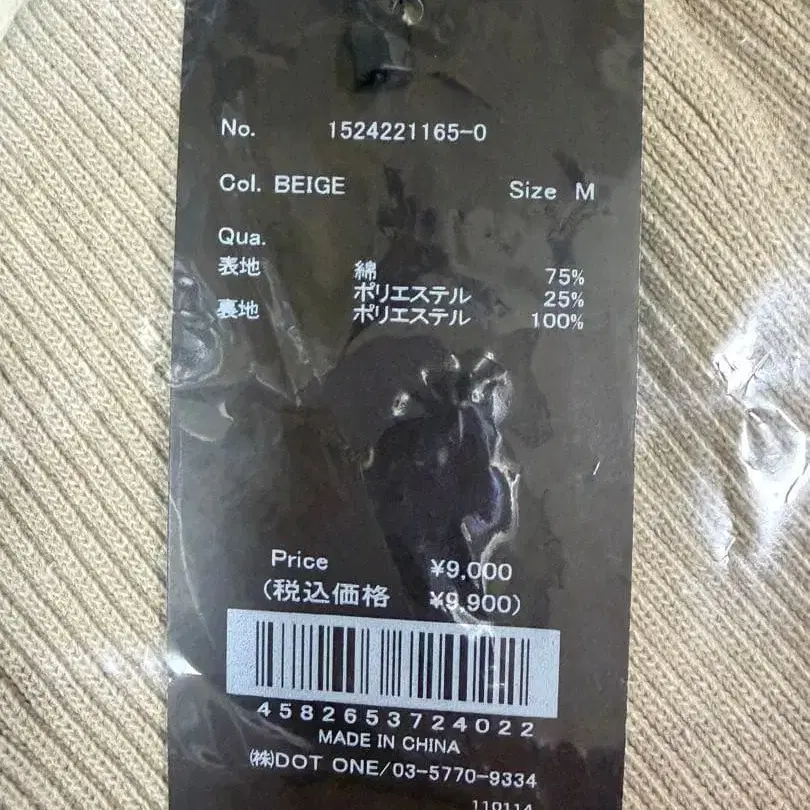 No. 1524221165-0
Col. BEIGE Size M
Qua.
表地 綿 75%
ポリエステル 25%
裏地 ポリエステル 100%
Price ¥9,000
(税込価格 ¥9,900)
4582653724022
MADE IN CHINA
㈱DOT ONE/03-5770-9334
110114